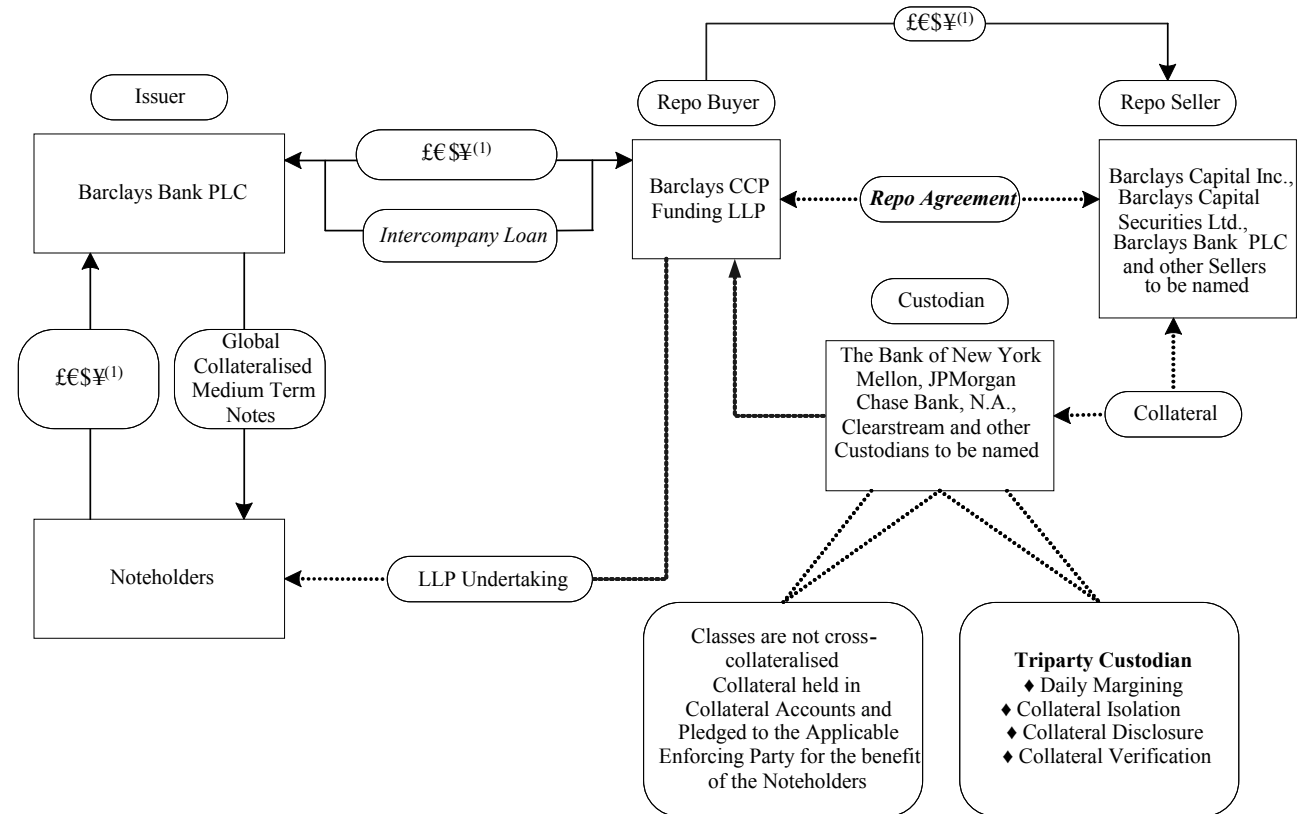 £€$¥(1)
Issuer
Repo Buyer
Repo Seller
Barclays Bank PLC
£€$¥(1)
Intercompany Loan
Barclays CCP
Funding LLP
Repo Agreement
Barclays Capital Inc.,
Barclays Capital
Securities Ltd.,
Barclays Bank PLC
and other Sellers
to be named
Custodian
£€$¥(1)
Global
Collateralised
Medium Term
Notes
The Bank of New York
Mellon, JPMorgan
Chase Bank, N.A.,
Clearstream and other
Custodians to be named
Collateral
Noteholders
LLP Undertaking
Classes are not cross-
collateralised
Collateral held in
Collateral Accounts and
Pledged to the Applicable
Enforcing Party for the benefit
of the Noteholders
Triparty Custodian
♦ Daily Margining
♦ Collateral Isolation
♦ Collateral Disclosure
♦ Collateral Verification